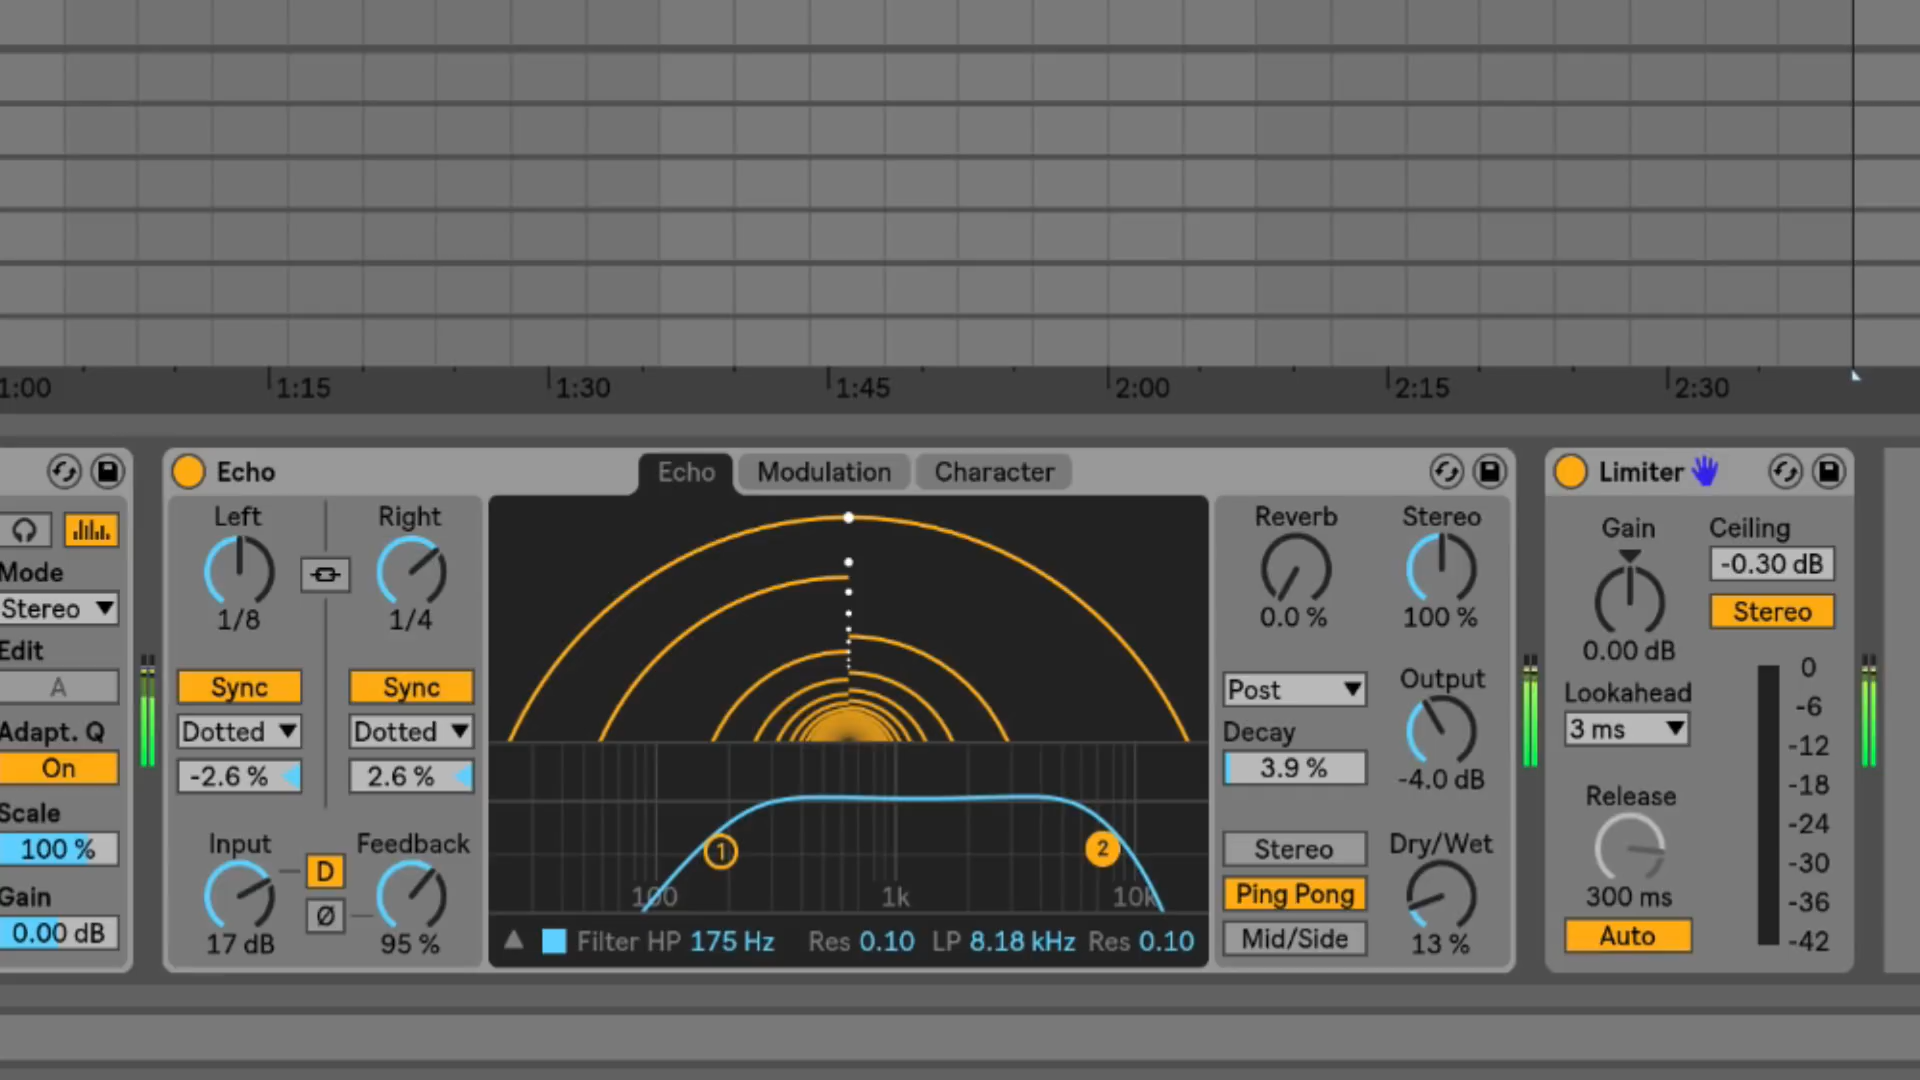 1:00 1:15 1:30 1:45 2:00 2:15 2:30
Mode
Stereo
Edit
A
Adapt. Q
On
Scale
100 %
Gain
0.00 dB
Echo
Left Right
1/8 1/4
Sync Sync
Dotted Dotted
-2.6 % 2.6 %
Input Feedback
D
Ø
17 dB 95 %
Echo Modulation Character
1 2
100 1k 10k
Filter HP 175 Hz Res 0.10 LP 8.18 kHz Res 0.10
Reverb Stereo
0.0 % 100 %
Post Output
Decay
3.9 % -4.0 dB
Stereo Dry/Wet
Ping Pong
Mid/Side 13 %
Limiter
Gain Ceiling
-0.30 dB
Stereo
0.00 dB
Lookahead
3 ms
Release
300 ms
Auto
0
-6
-12
-18
-24
-30
-36
-42